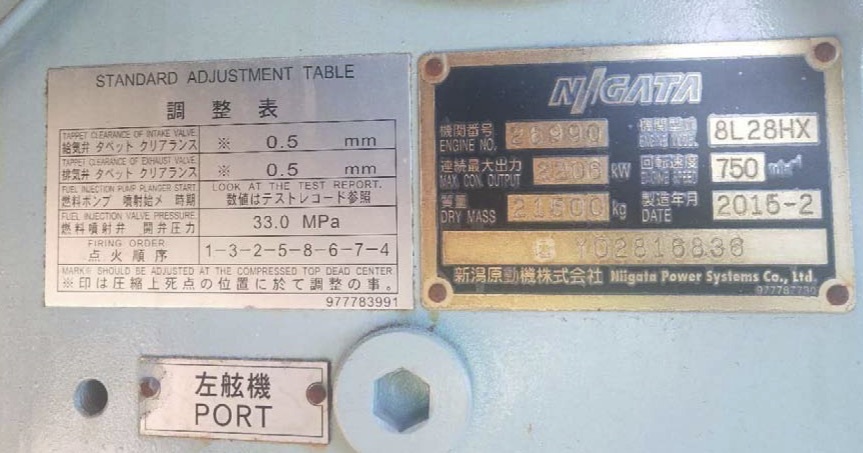 STANDARD ADJUSTMENT TABLE
調整表
TAPPET CLEARANCE OF INTAKE VALVE
給気弁 タペット クリアランス ※ 0.5 mm
TAPPET CLEARANCE OF EXHAUST VALVE
排気弁 タペット クリアランス ※ 0.5 mm
FUEL INJECTION PUMP PLANGER START. LOOK AT THE TEST REPORT.
燃料ポンプ 噴射始メ 時期 数値はテストレコード参照
FUEL INJECTION VALVE PRESSURE
燃料噴射弁 開弁圧力 33.0 MPa
FIRING ORDER
点火順序 1-3-2-5-8-6-7-4
MARK※ SHOULD BE ADJUSTED AT THE COMPRESSED TOP DEAD CENTER
※印は圧縮上死点の位置に於て調整の事。
977783991
NIIGATA
機関番号 機関型式
ENGINE NO. 8L28HX
連続最大出力 kW 回転速度 750 min-1
MAX. CON. OUTPUT ENGINE SPEED
質量 21500 kg 製造年月 2015-2
DRY MASS DATE
YD2816836
新潟原動機株式会社 Niigata Power Systems Co., Ltd.
左舷機
PORT